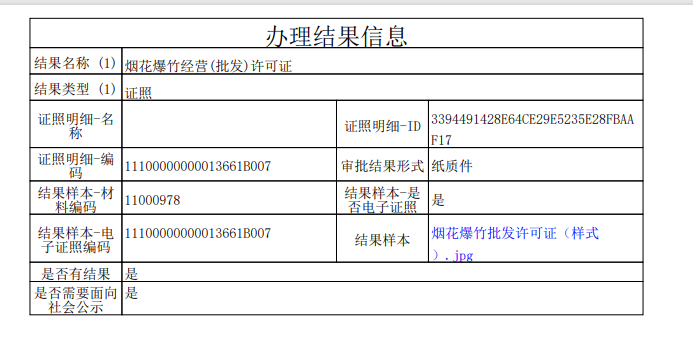 办理结果信息
结果名称 (1) 烟花爆竹经营(批发)许可证
结果类型 (1) 证照
证照明细-名
称
证照明细-ID
3394491428E64CE29E5235E28FBAA
F17
证照明细-编
码
11100000000013661B007
审批结果形式 纸质件
结果样本-材
料编码
11000978
结果样本-是
否电子证照
是
结果样本-电
子证照编码
11100000000013661B007
结果样本
烟花爆竹批发许可证（样式
）.jpg
是否有结果 是
是否需要面向
社会公示
是